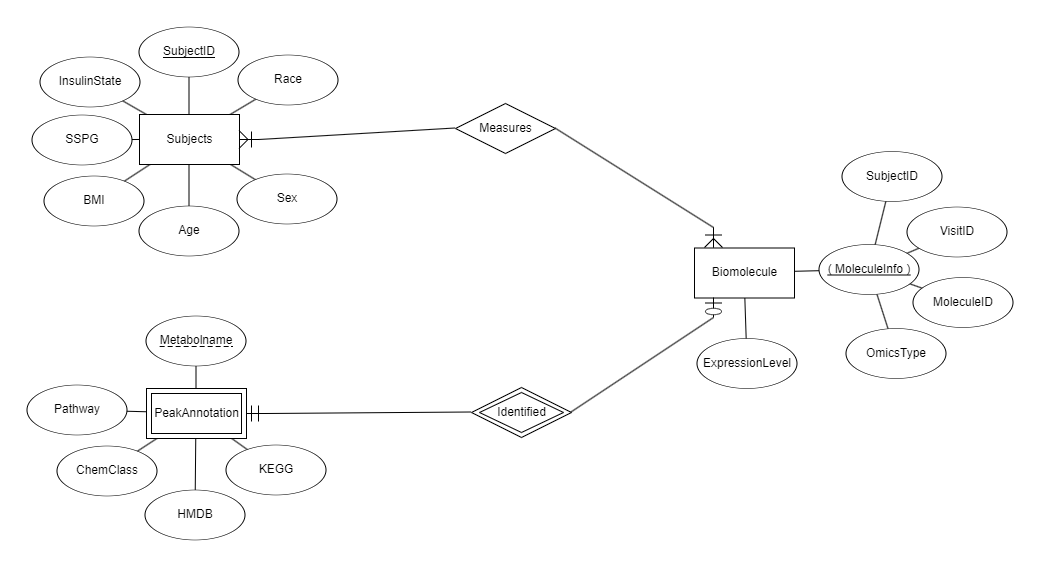 SubjectID
InsulinState
Race
SSPG
Subjects
BMI
Sex
Age
Measures
SubjectID
VisitID
Biomolecule
( MoleculeInfo )
MoleculeID
OmicsType
ExpressionLevel
Metabolname
Pathway
PeakAnnotation
Identified
ChemClass
KEGG
HMDB